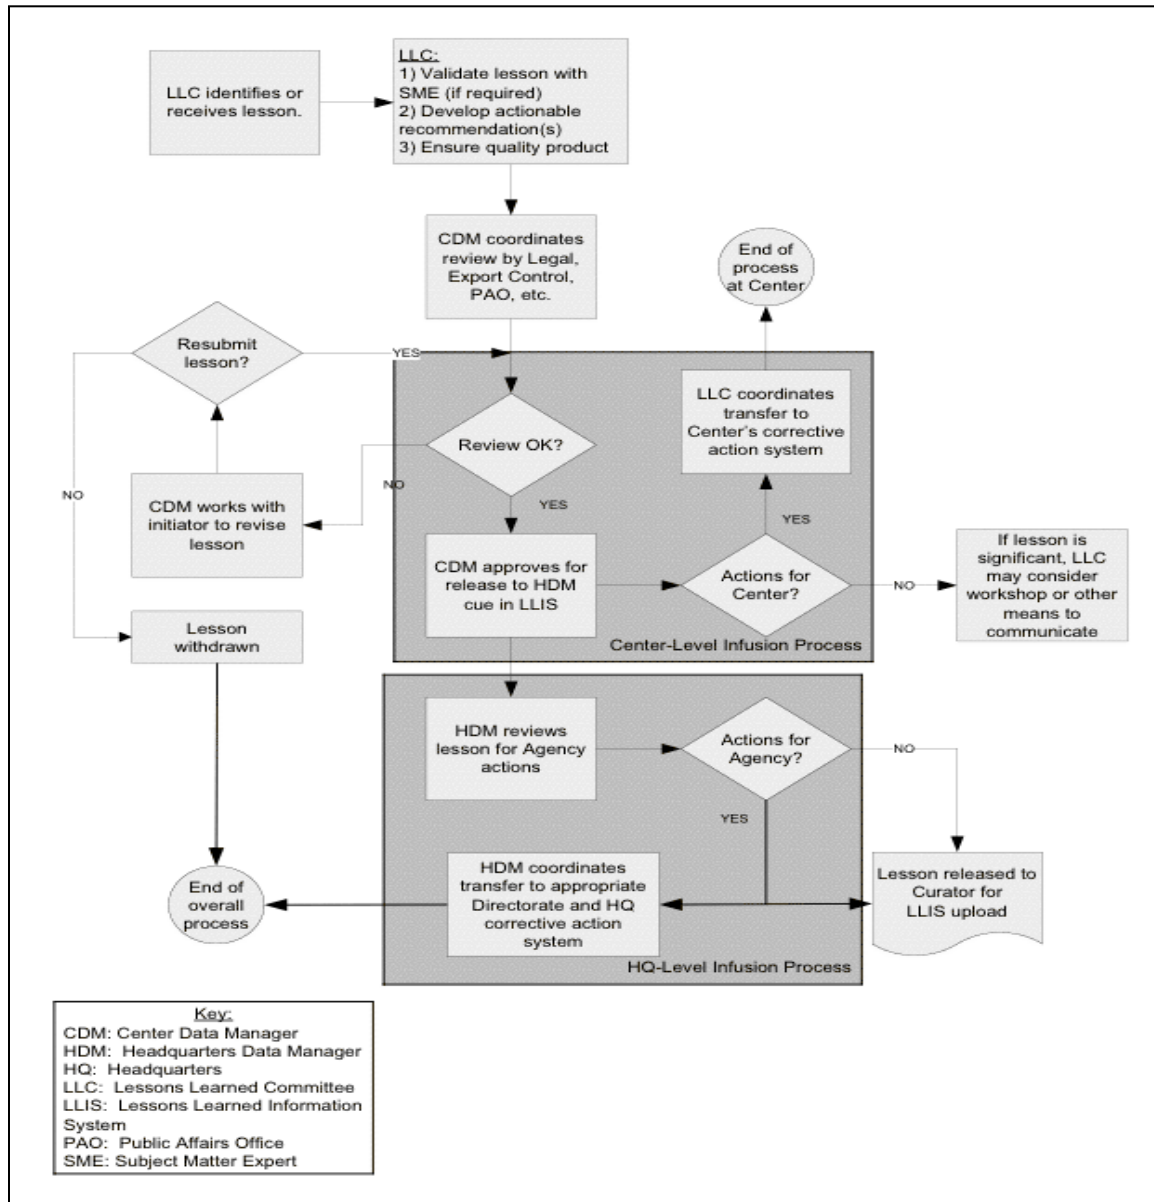 LLC identifies or
receives lesson.
LLC:
1) Validate lesson with
SME (if required)
2) Develop actionable
recommendation(s)
3) Ensure quality product
CDM coordinates
review by Legal,
Export Control,
PAO, etc.
End of
process
at Center
Resubmit
lesson?
YES
LLC coordinates
transfer to
Center's corrective
action system
Review OK?
NO
NO
YES
YES
CDM works with
initiator to revise
lesson
CDM approves for
release to HDM
cue in LLIS
Actions for
Center?
NO
If lesson is
significant, LLC
may consider
workshop or other
means to
communicate
Lesson
withdrawn
Center-Level Infusion Process
HDM reviews
lesson for Agency
actions
Actions for
Agency?
NO
YES
End of
overall
process
HDM coordinates
transfer to appropriate
Directorate and HQ
corrective action
system
Lesson released to
Curator for
LLIS upload
HQ-Level Infusion Process
Key:
CDM: Center Data Manager
HDM: Headquarters Data Manager
HQ: Headquarters
LLC: Lessons Learned Committee
LLIS: Lessons Learned Information
System
PAO: Public Affairs Office
SME: Subject Matter Expert